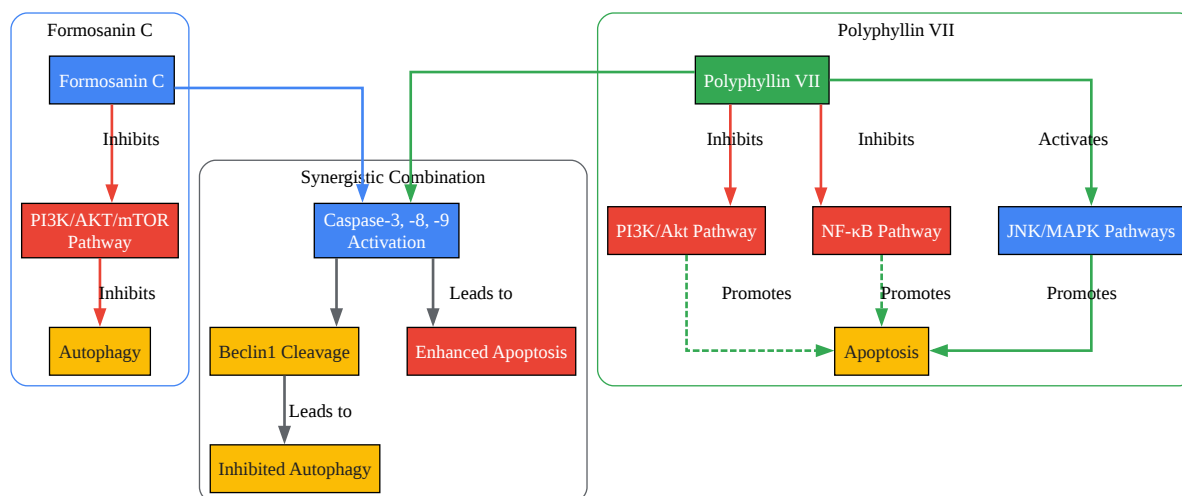 Formosanin C
Formosanin C
Inhibits
PI3K/AKT/mTOR
Pathway
Inhibits
Autophagy
Synergistic Combination
Caspase-3, -8, -9
Activation
Leads to
Beclin1 Cleavage
Enhanced Apoptosis
Leads to
Inhibited Autophagy
Polyphyllin VII
Polyphyllin VII
Inhibits
Inhibits
Activates
PI3K/Akt Pathway
NF-κB Pathway
JNK/MAPK Pathways
Promotes
Promotes
Promotes
Apoptosis